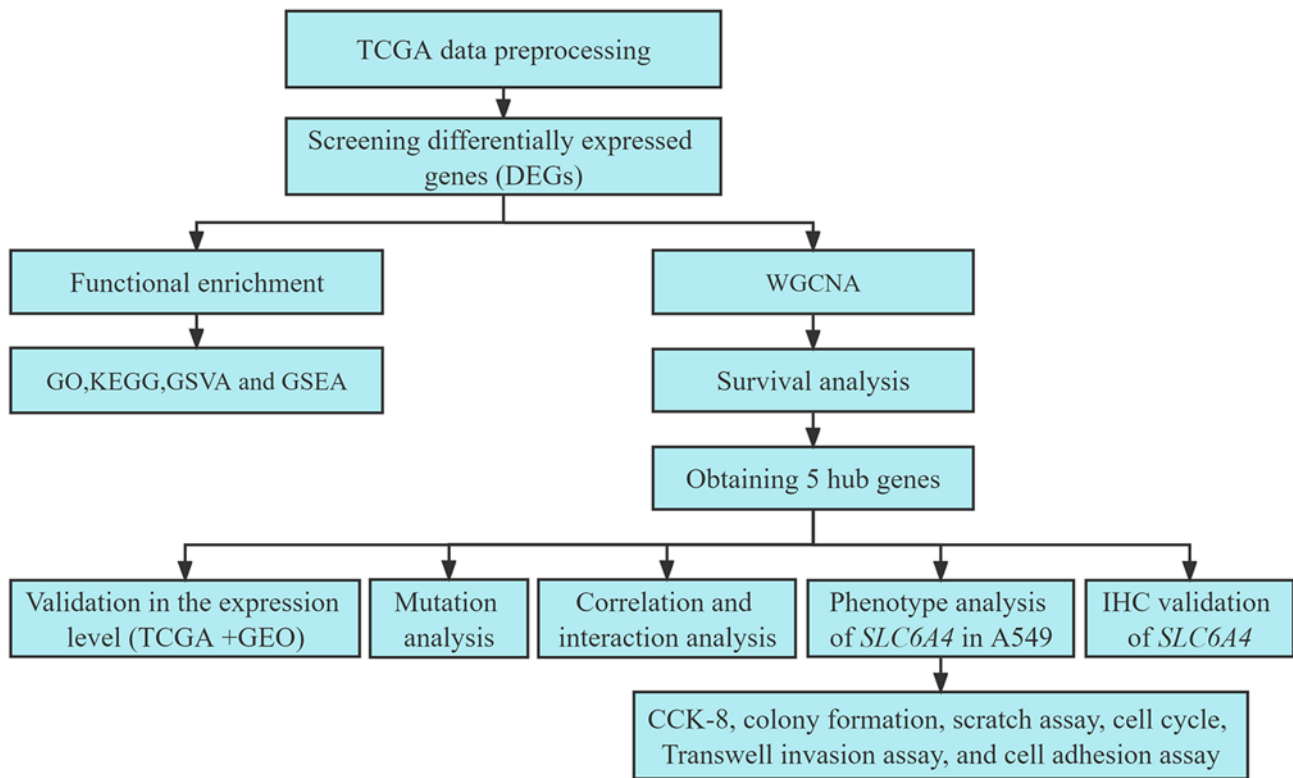 TCGA data preprocessing
Screening differentially expressed
genes (DEGs)
Functional enrichment
WGCNA
GO,KEGG,GSVA and GSEA
Survival analysis
Obtaining 5 hub genes
Validation in the expression
level (TCGA +GEO)
Mutation
analysis
Correlation and
interaction analysis
Phenotype analysis
of SLC6A4 in A549
IHC validation
of SLC6A4
CCK-8, colony formation, scratch assay, cell cycle,
Transwell invasion assay, and cell adhesion assay